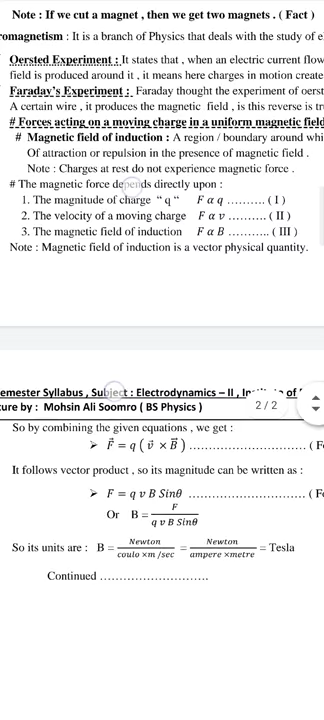 Note : If we cut a magnet , then we get two magnets . ( Fact )
romagnetism : It is a branch of Physics that deals with the study of e
Oersted Experiment : It states that , when an electric current flow
field is produced around it , it means here charges in motion create
Faraday's Experiment : Faraday thought the experiment of oerst
A certain wire , it produces the magnetic field , is this reverse is tr
# Forces acting on a moving charge in a uniform magnetic field
# Magnetic field of induction : A region / boundary around whi
Of attraction or repulsion in the presence of magnetic field .
Note : Charges at rest do not experience magnetic force .
# The magnetic force depends directly upon :
1. The magnitude of charge " q " F α q .......... ( I )
2. The velocity of a moving charge F α v .......... ( II )
3. The magnetic field of induction F α B ........... ( III )
Note : Magnetic field of induction is a vector physical quantity.
emester Syllabus , Subject : Electrodynamics – II , of
ture by : Mohsin Ali Soomro ( BS Physics )
2 / 2
So by combining the given equations , we get :
➢ F⃗ = q ( v⃗ × B⃗ ) ................................ ( F
It follows vector product , so its magnitude can be written as :
➢ F = q v B Sinθ ................................ ( F
Or B = F / q v B Sinθ
So its units are : B = Newton / coulo ×m /sec = Newton / ampere ×metre = Tesla
Continued ..............................